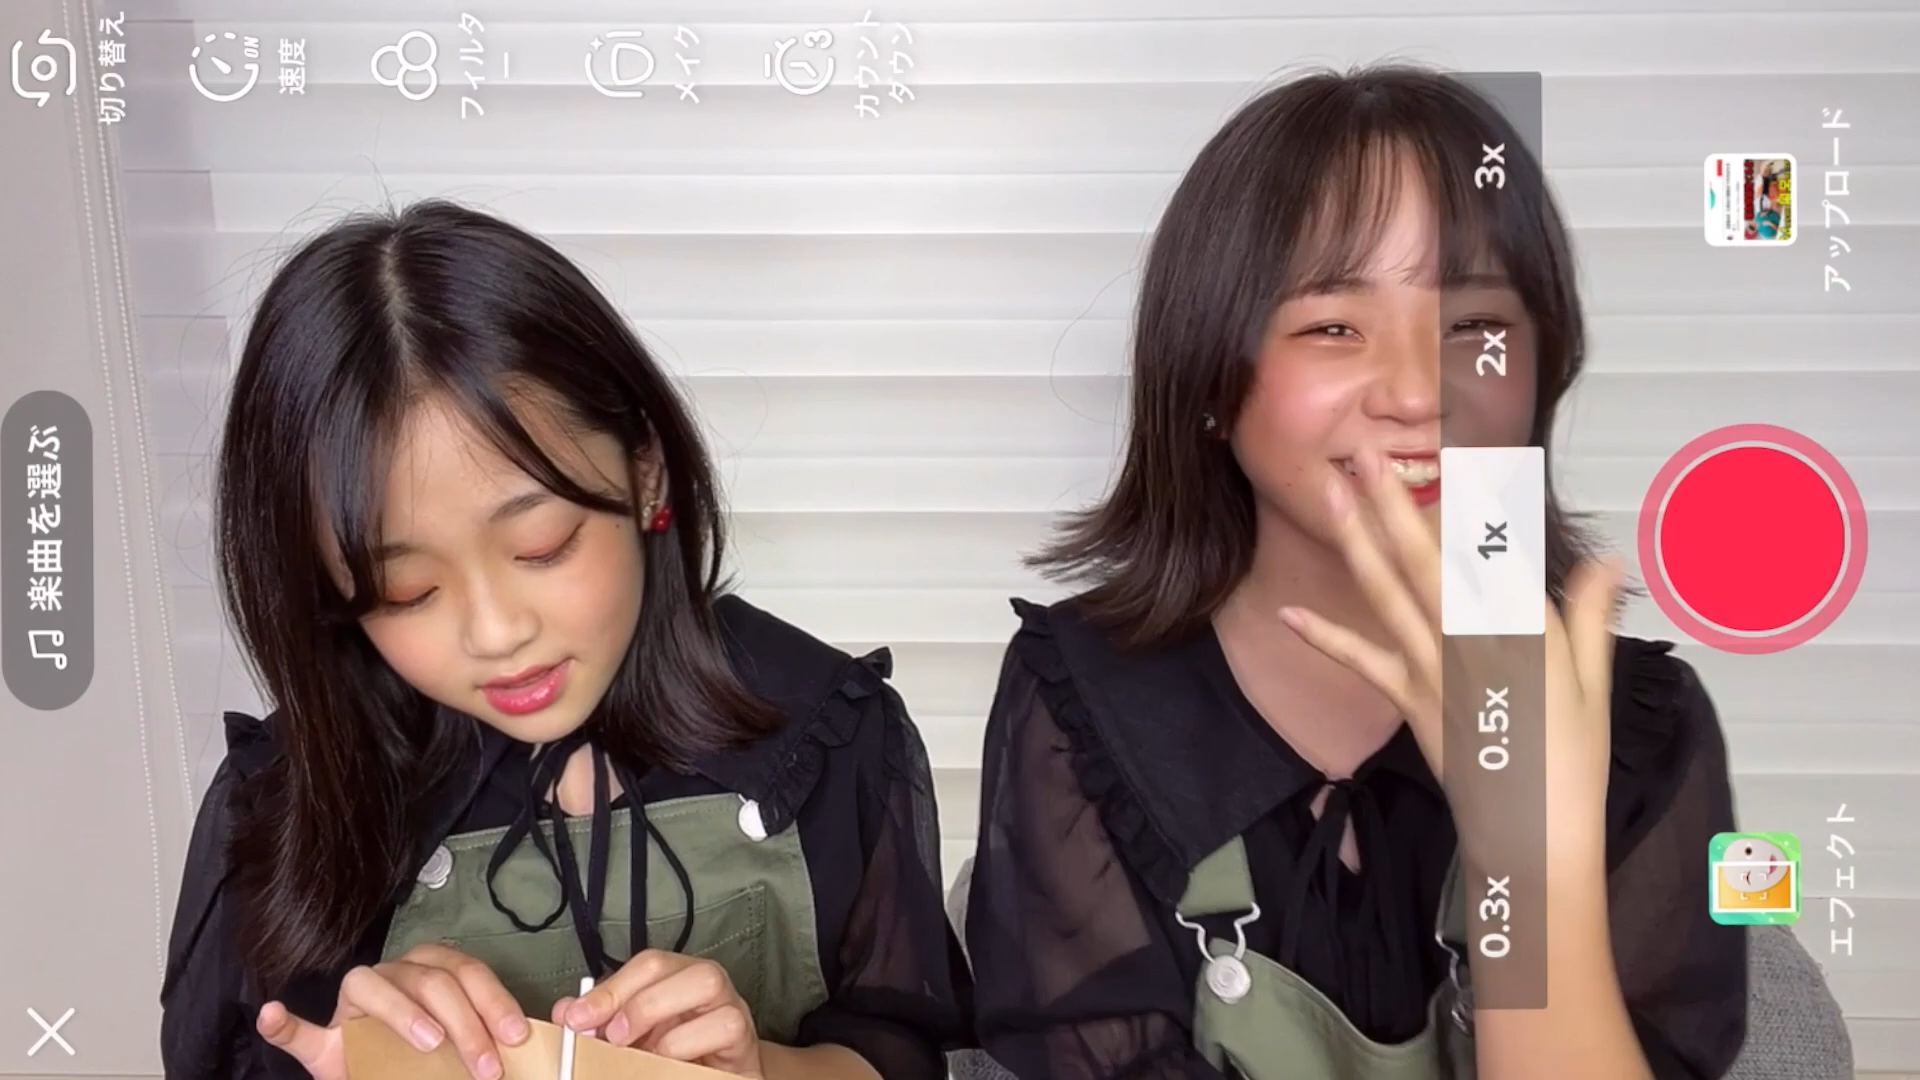 切り替え
速度
ON
フィルタ
ー
メイク
3
カウント
ダウン
楽曲を選ぶ
3x
2x
1x
0.5x
0.3x
アップロード
エフェクト